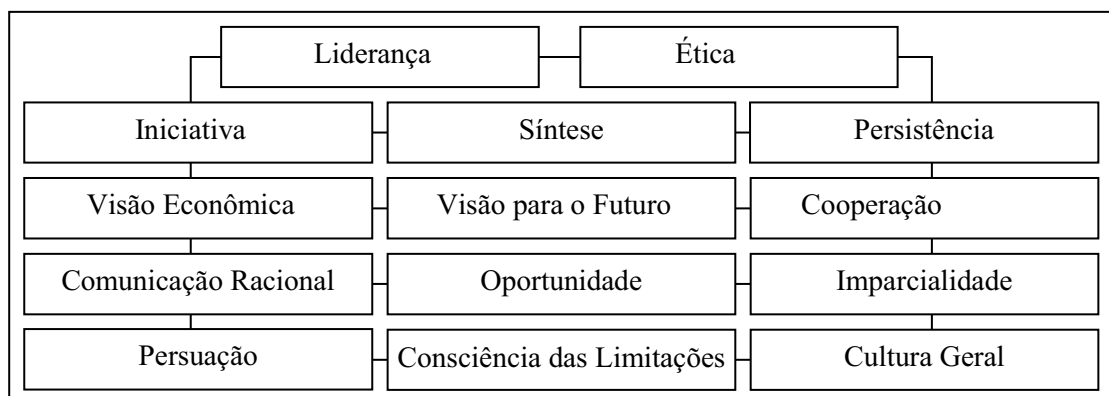 Liderança
Ética
Iniciativa
Síntese
Persistência
Visão Econômica
Visão para o Futuro
Cooperação
Comunicação Racional
Oportunidade
Imparcialidade
Persuação
Consciência das Limitações
Cultura Geral